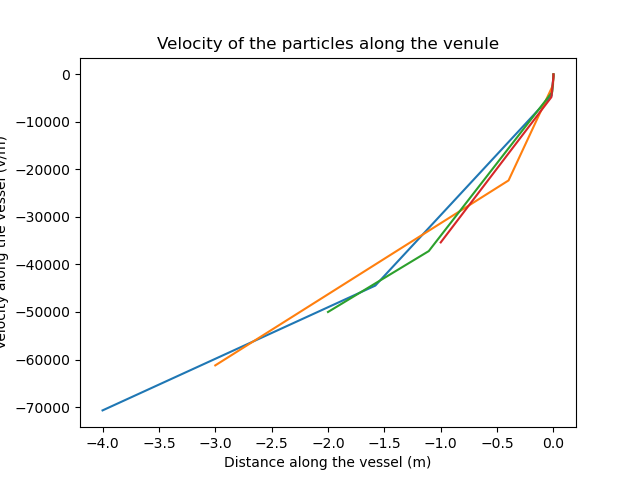 Velocity of the particles along the venule
0
−10000
−20000
−30000
−40000
−50000
−60000
−70000
along the vessel (v/m)
−4.0 −3.5 −3.0 −2.5 −2.0 −1.5 −1.0 −0.5 0.0
Distance along the vessel (m)